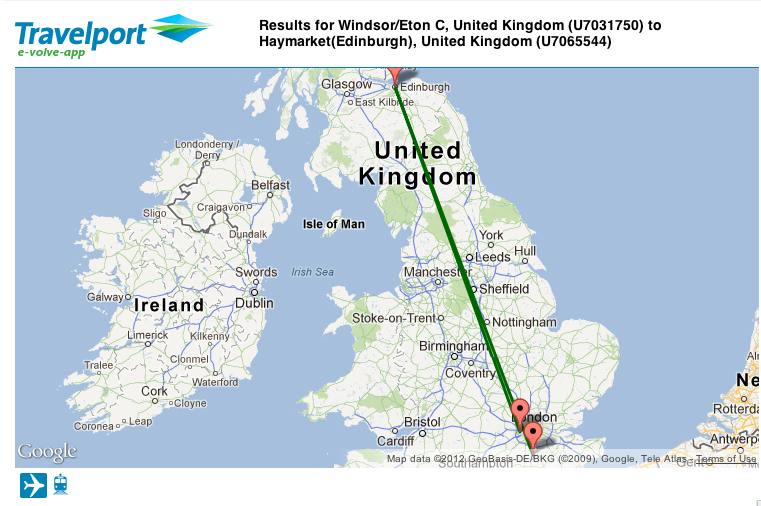 Travelport
e-volve-app
Results for Windsor/Eton C, United Kingdom (U7031750) to
Haymarket(Edinburgh), United Kingdom (U7065544)
Glasgow
Edinburgh
East Kilbride
Londonderry /
Derry
United
Kingdom
Belfast
Craigavon
Sligo
Isle of Man
Dundalk
York
Hull
Leeds
Irish Sea
Swords
Manchester
Galway
Dublin
Sheffield
Ireland
Stoke-on-Trent
Nottingham
Limerick
Kilkenny
Birmingham
Clonmel
Tralee
Coventry
Waterford
Cork
Cloyne
Leap
Coronea
London
Bristol
Cardiff
Rotterda
Antwerp
Google
Southampton
Gent
Map data ©2012 GeoBasis-DE/BKG (©2009), Google, Tele Atlas - Terms of Use